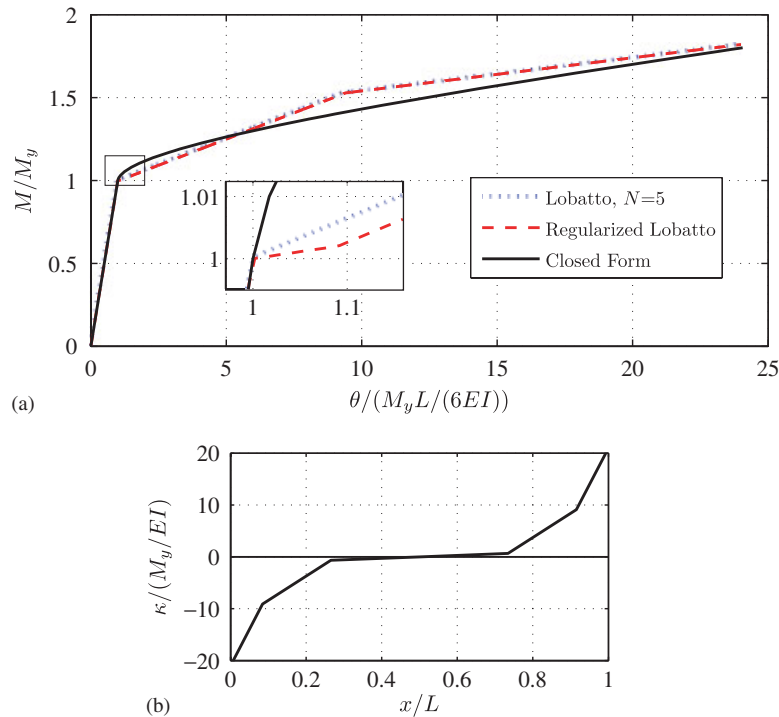 2
1.5
1
0.5
0
M/M_y
1.01
1
1
1.1
Lobatto, N=5
Regularized Lobatto
Closed Form
0
5
10
15
20
25
(a)
θ/(M_yL/(6EI))
20
10
0
−10
−20
κ/(M_y/EI)
0
0.2
0.4
0.6
0.8
1
(b)
x/L